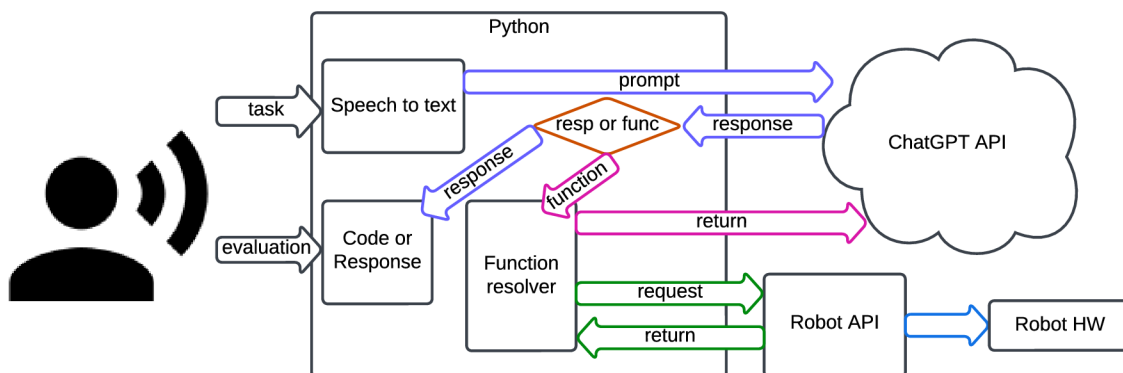 Python
task
Speech to text
prompt
resp or func
response
ChatGPT API
response
function
return
evaluation
Code or
Response
Function
resolver
request
return
Robot API
Robot HW